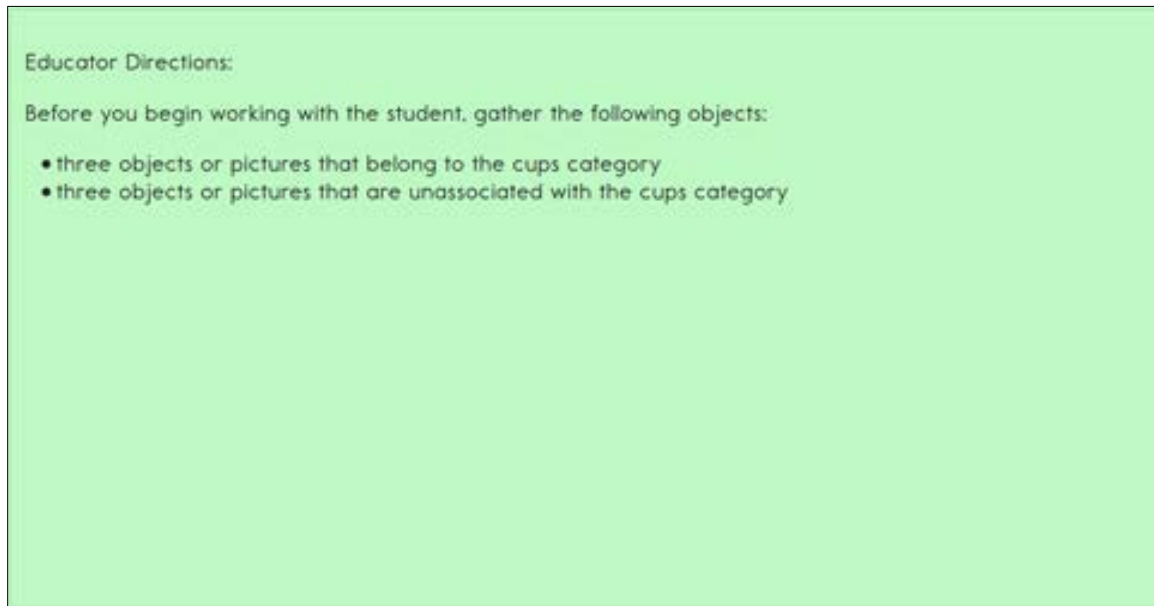 Educator Directions:
Before you begin working with the student, gather the following objects:
• three objects or pictures that belong to the cups category
• three objects or pictures that are unassociated with the cups category